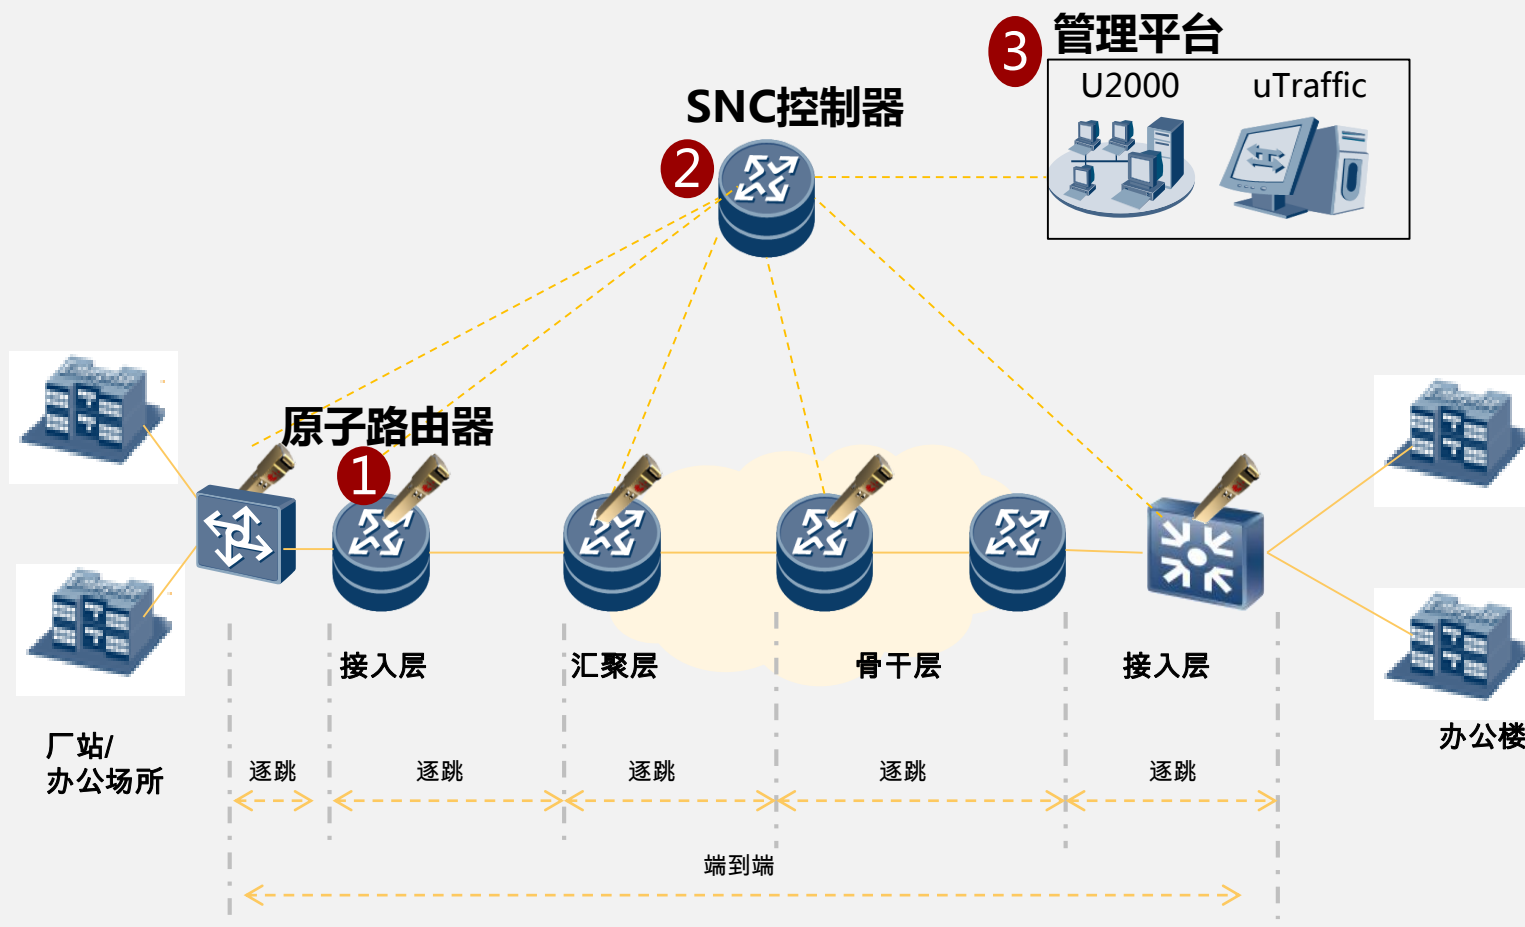 3
管理平台
U2000
uTraffic
SNC控制器
2
原子路由器
1
接入层
汇聚层
骨干层
接入层
厂站/
办公场所
办公楼
逐跳
逐跳
逐跳
逐跳
逐跳
端到端